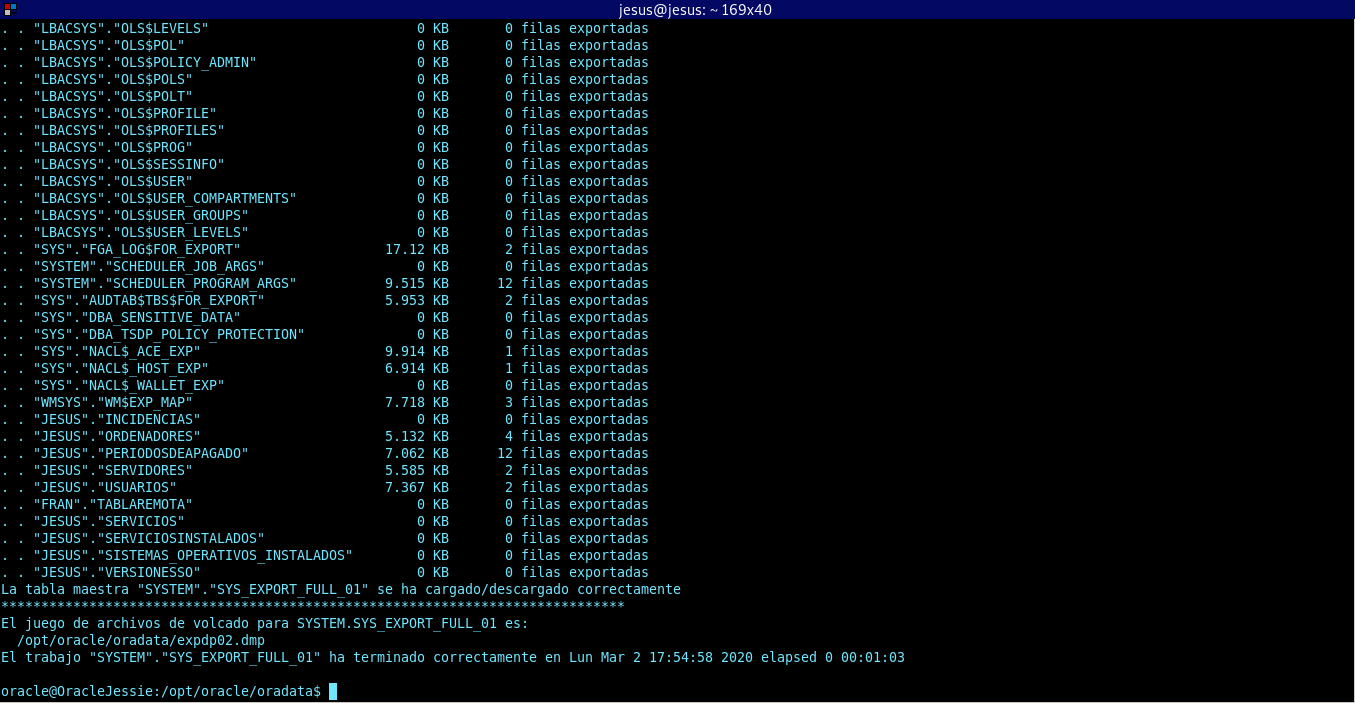 jesus@jesus: ~ 169x40
. . "LBACSYS"."OLS$LEVELS"                          0 KB       0 filas exportadas
. . "LBACSYS"."OLS$POL"                             0 KB       0 filas exportadas
. . "LBACSYS"."OLS$POLICY_ADMIN"                    0 KB       0 filas exportadas
. . "LBACSYS"."OLS$POLS"                            0 KB       0 filas exportadas
. . "LBACSYS"."OLS$POLT"                            0 KB       0 filas exportadas
. . "LBACSYS"."OLS$PROFILE"                         0 KB       0 filas exportadas
. . "LBACSYS"."OLS$PROFILES"                        0 KB       0 filas exportadas
. . "LBACSYS"."OLS$PROG"                            0 KB       0 filas exportadas
. . "LBACSYS"."OLS$SESSINFO"                        0 KB       0 filas exportadas
. . "LBACSYS"."OLS$USER"                            0 KB       0 filas exportadas
. . "LBACSYS"."OLS$USER_COMPARTMENTS"               0 KB       0 filas exportadas
. . "LBACSYS"."OLS$USER_GROUPS"                     0 KB       0 filas exportadas
. . "LBACSYS"."OLS$USER_LEVELS"                     0 KB       0 filas exportadas
. . "SYS"."FGA_LOG$FOR_EXPORT"                  17.12 KB       2 filas exportadas
. . "SYSTEM"."SCHEDULER_JOB_ARGS"                   0 KB       0 filas exportadas
. . "SYSTEM"."SCHEDULER_PROGRAM_ARGS"           9.515 KB      12 filas exportadas
. . "SYS"."AUDTAB$TBS$FOR_EXPORT"               5.953 KB       2 filas exportadas
. . "SYS"."DBA_SENSITIVE_DATA"                      0 KB       0 filas exportadas
. . "SYS"."DBA_TSDP_POLICY_PROTECTION"              0 KB       0 filas exportadas
. . "SYS"."NACL$_ACE_EXP"                       9.914 KB       1 filas exportadas
. . "SYS"."NACL$_HOST_EXP"                      6.914 KB       1 filas exportadas
. . "SYS"."NACL$_WALLET_EXP"                        0 KB       0 filas exportadas
. . "WMSYS"."WM$EXP_MAP"                        7.718 KB       3 filas exportadas
. . "JESUS"."INCIDENCIAS"                           0 KB       0 filas exportadas
. . "JESUS"."ORDENADORES"                       5.132 KB       4 filas exportadas
. . "JESUS"."PERIODOSDEAPAGADO"                 7.062 KB      12 filas exportadas
. . "JESUS"."SERVIDORES"                        5.585 KB       2 filas exportadas
. . "JESUS"."USUARIOS"                          7.367 KB       2 filas exportadas
. . "FRAN"."TABLAREMOTA"                            0 KB       0 filas exportadas
. . "JESUS"."SERVICIOS"                             0 KB       0 filas exportadas
. . "JESUS"."SERVICIOSINSTALADOS"                   0 KB       0 filas exportadas
. . "JESUS"."SISTEMAS_OPERATIVOS_INSTALADOS"        0 KB       0 filas exportadas
. . "JESUS"."VERSIONESSO"                           0 KB       0 filas exportadas
La tabla maestra "SYSTEM"."SYS_EXPORT_FULL_01" se ha cargado/descargado correctamente
******************************************************************************
El juego de archivos de volcado para SYSTEM.SYS_EXPORT_FULL_01 es:
  /opt/oracle/oradata/expdp02.dmp
El trabajo "SYSTEM"."SYS_EXPORT_FULL_01" ha terminado correctamente en Lun Mar 2 17:54:58 2020 elapsed 0 00:01:03
oracle@OracleJessie:/opt/oracle/oradata$